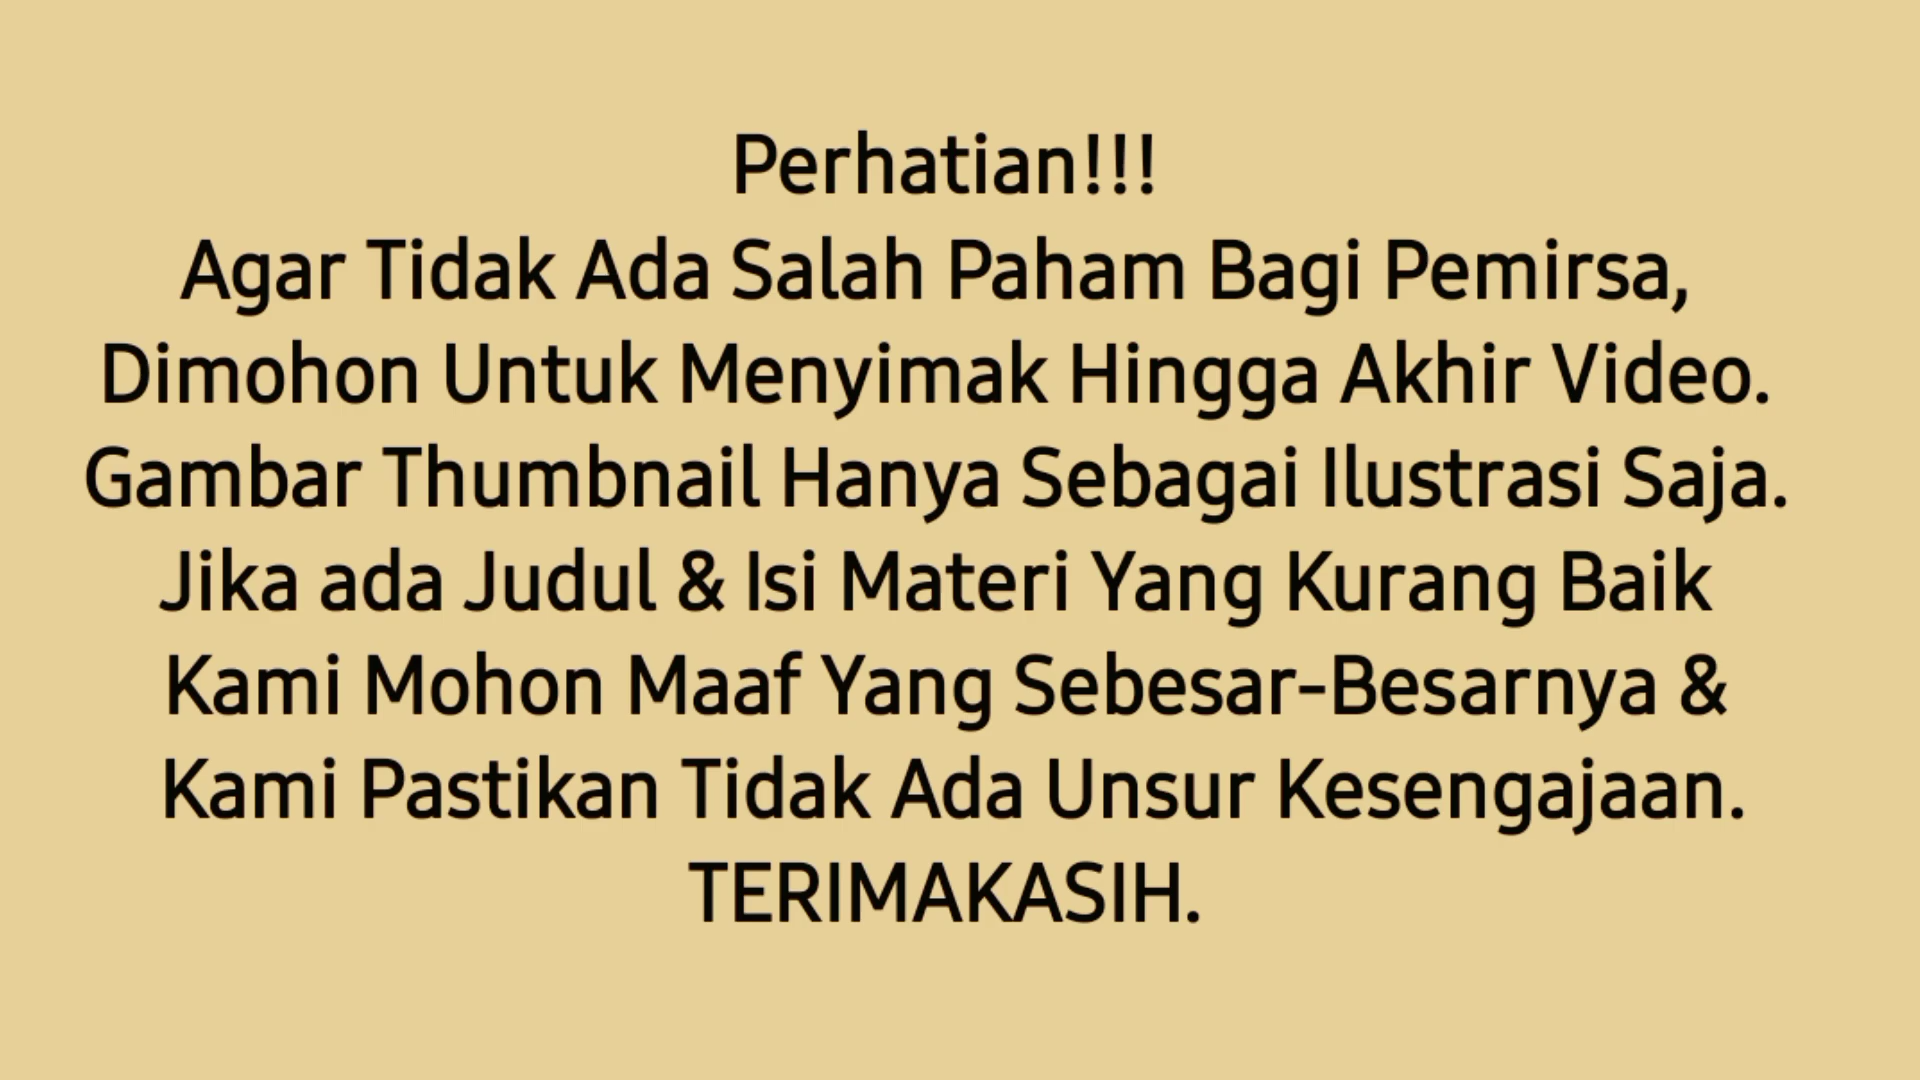 Perhatian!!!
Agar Tidak Ada Salah Paham Bagi Pemirsa,
Dimohon Untuk Menyimak Hingga Akhir Video.
Gambar Thumbnail Hanya Sebagai Ilustrasi Saja.
Jika ada Judul & Isi Materi Yang Kurang Baik
Kami Mohon Maaf Yang Sebesar-Besarnya &
Kami Pastikan Tidak Ada Unsur Kesengajaan.
TERIMAKASIH.